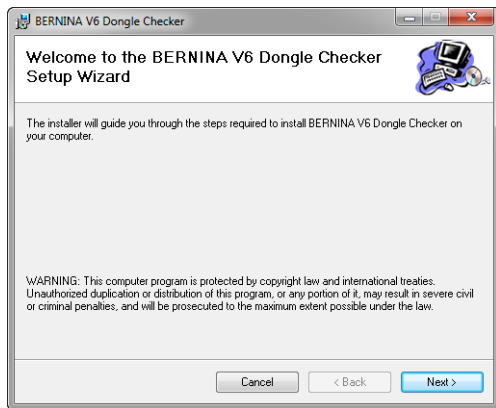 BERNINA V6 Dongle Checker
Welcome to the BERNINA V6 Dongle Checker
Setup Wizard
The installer will guide you through the steps required to install BERNINA V6 Dongle Checker on
your computer.
WARNING: This computer program is protected by copyright law and international treaties.
Unauthorized duplication or distribution of this program, or any portion of it, may result in severe civil
or criminal penalties, and will be prosecuted to the maximum extent possible under the law.
Cancel
< Back
Next >